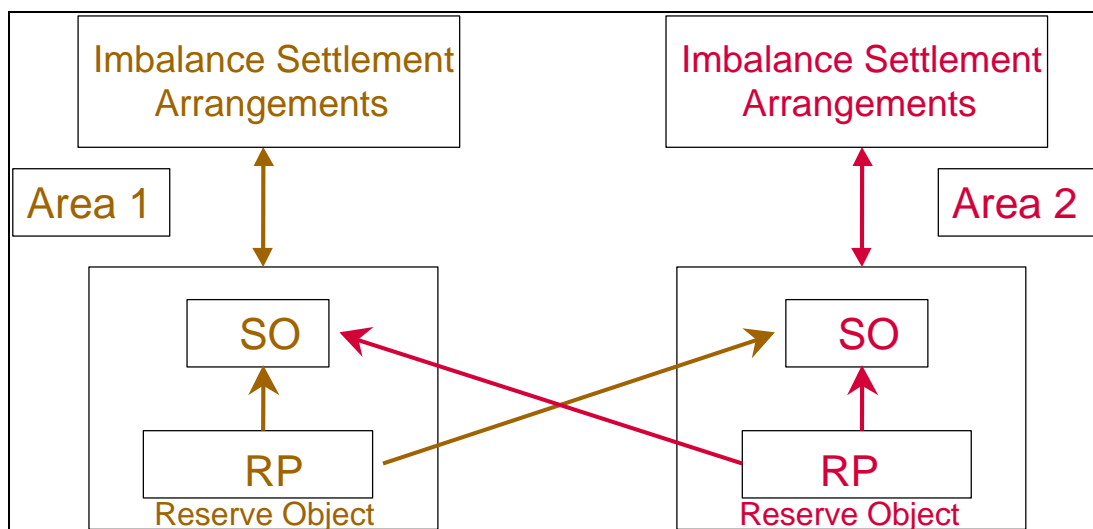 Imbalance Settlement
Arrangements
Imbalance Settlement
Arrangements
Area 1
Area 2
SO
SO
RP
RP
Reserve Object
Reserve Object